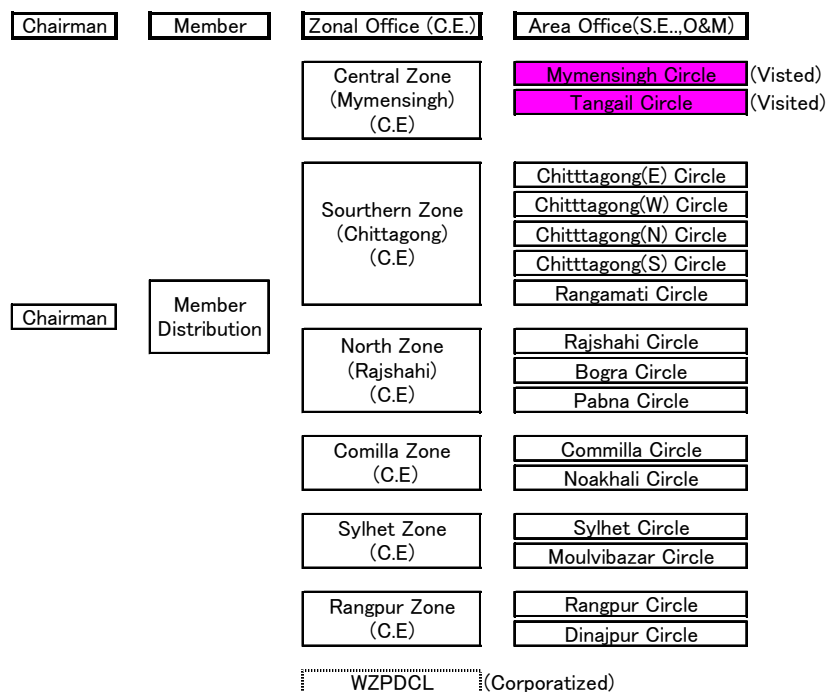 Chairman Member Zonal Office (C.E.) Area Office(S.E..,O&M)
Central Zone
(Mymensingh)
(C.E)
Mymensingh Circle (Visted)
Tangail Circle (Visited)
Sourthern Zone
(Chittagong)
(C.E)
Chitttagong(E) Circle
Chitttagong(W) Circle
Chitttagong(N) Circle
Chitttagong(S) Circle
Rangamati Circle
Chairman
Member
Distribution
North Zone
(Rajshahi)
(C.E)
Rajshahi Circle
Bogra Circle
Pabna Circle
Comilla Zone
(C.E)
Commilla Circle
Noakhali Circle
Sylhet Zone
(C.E)
Sylhet Circle
Moulvibazar Circle
Rangpur Zone
(C.E)
Rangpur Circle
Dinajpur Circle
WZPDCL (Corporatized)